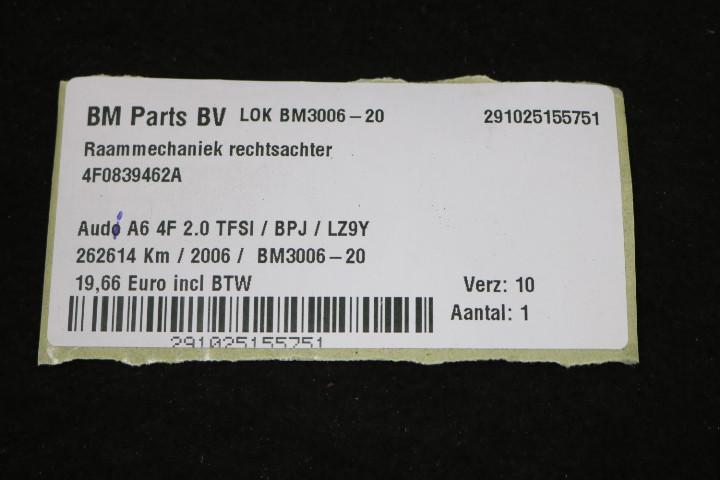 BM Parts BV LOK BM3006-20 291025155751
Raammechaniek rechtsachter
4F0839462A
Audi A6 4F 2.0 TFSI / BPJ / LZ9Y
262614 Km / 2006 / BM3006-20
19,66 Euro incl BTW Verz: 10
Aantal: 1
291025155751